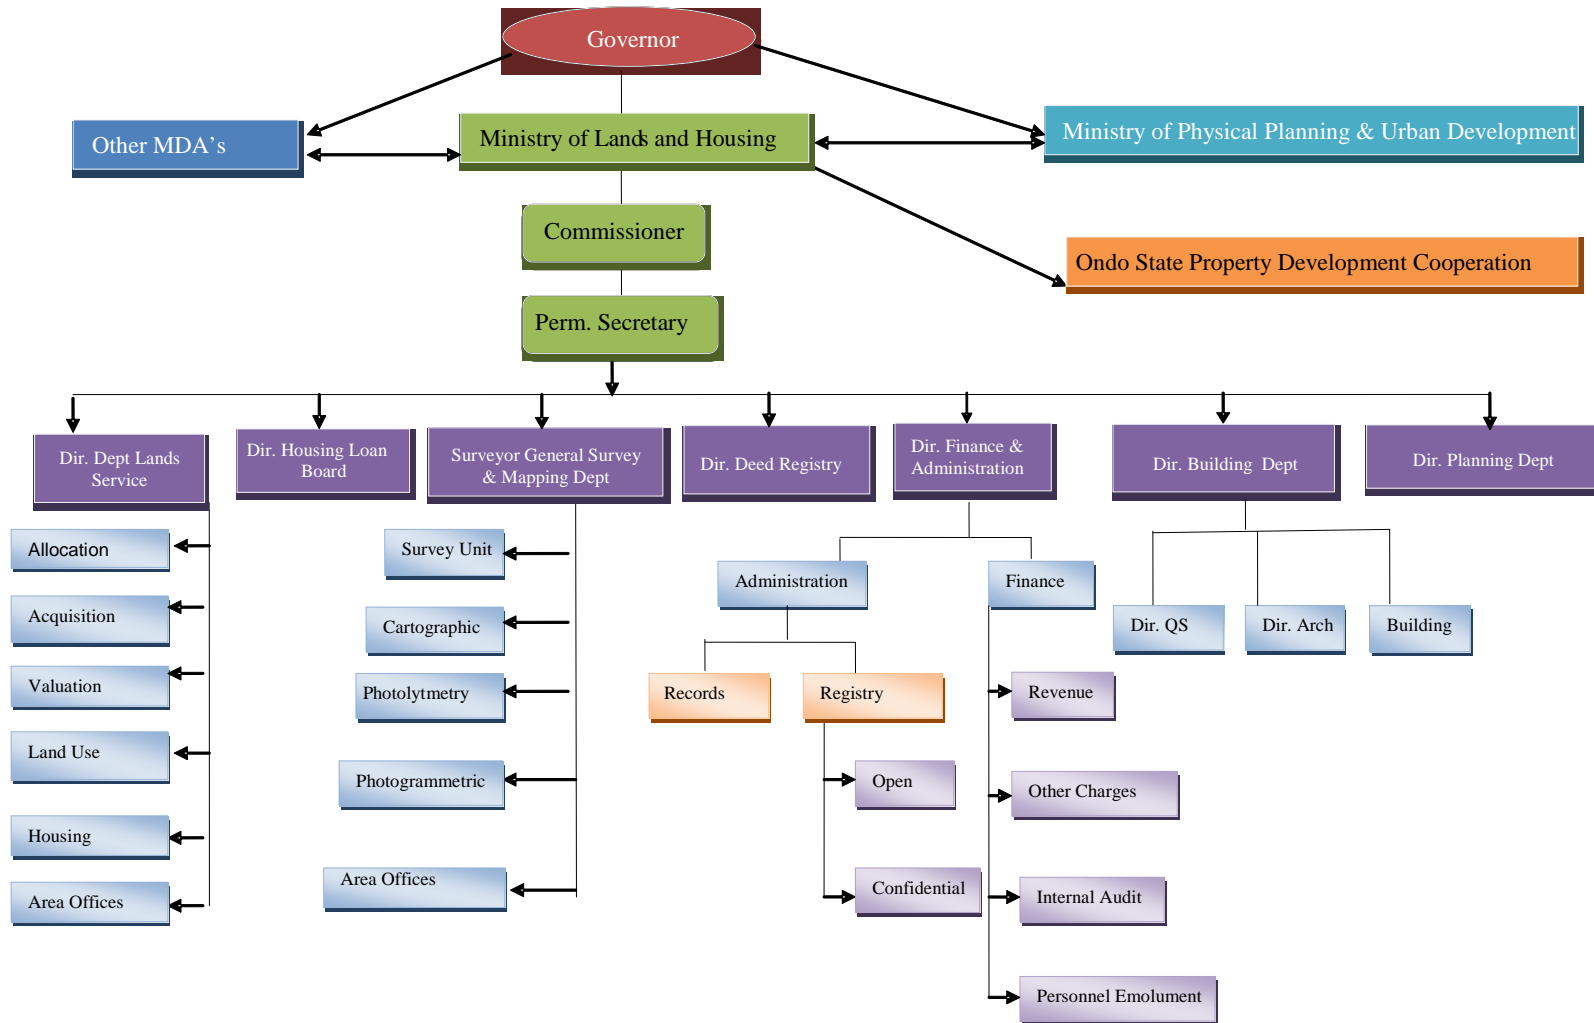 Governor
Other MDA's
Ministry of Lands and Housing
Ministry of Physical Planning & Urban Development
Commissioner
Ondo State Property Development Cooperation
Perm. Secretary
Dir. Dept Lands
Service
Dir. Housing Loan
Board
Surveyor General Survey
& Mapping Dept
Dir. Deed Registry
Dir. Finance &
Administration
Dir. Building Dept
Dir. Planning Dept
Allocation
Acquisition
Valuation
Land Use
Housing
Area Offices
Survey Unit
Cartographic
Photolytmetry
Photogrammetric
Area Offices
Administration
Finance
Records
Registry
Open
Confidential
Revenue
Other Charges
Internal Audit
Personnel Emolument
Dir. QS
Dir. Arch
Building